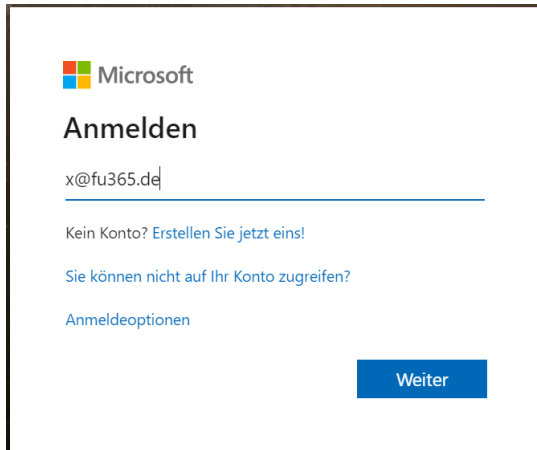 Microsoft
Anmelden
x@fu365.de
Kein Konto? Erstellen Sie jetzt eins!
Sie können nicht auf Ihr Konto zugreifen?
Anmeldeoptionen
Weiter